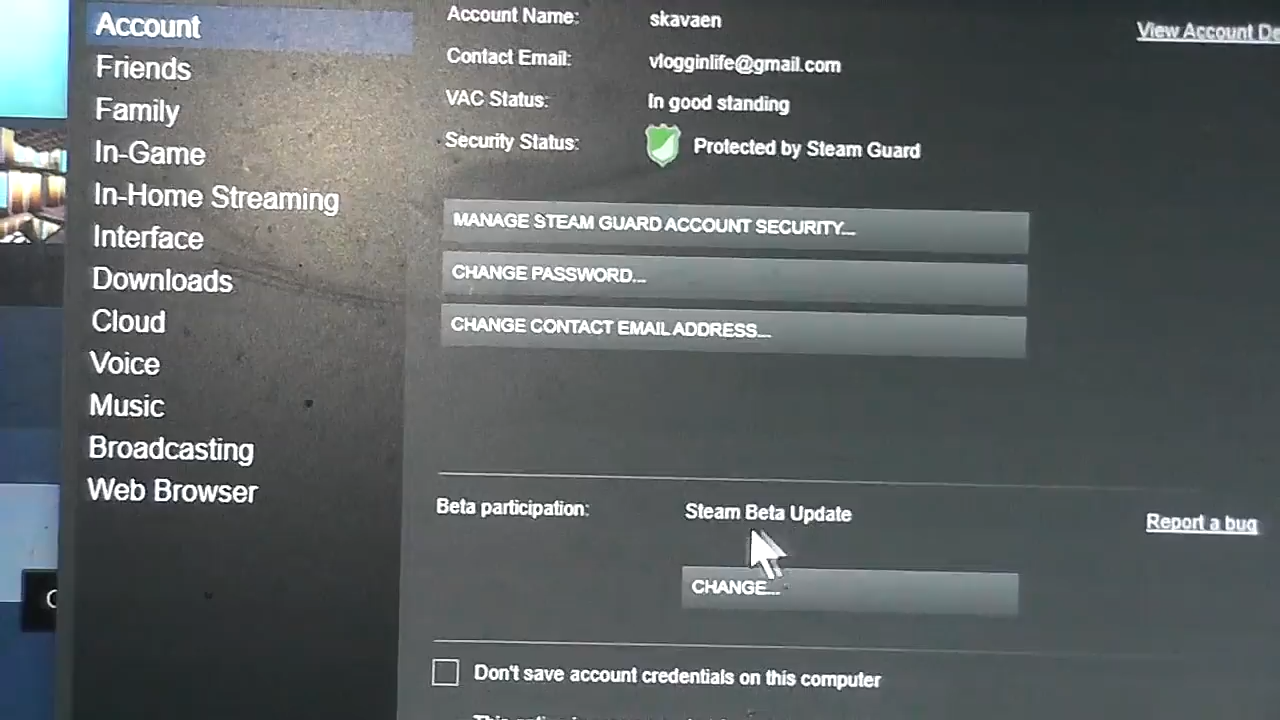 Account
Friends
Family
In-Game
In-Home Streaming
Interface
Downloads
Cloud
Voice
Music
Broadcasting
Web Browser
Account Name: skavaen
View Account De
Contact Email: vlogginlife@gmail.com
VAC Status: In good standing
Security Status: Protected by Steam Guard
MANAGE STEAM GUARD ACCOUNT SECURITY...
CHANGE PASSWORD...
CHANGE CONTACT EMAIL ADDRESS...
Beta participation: Steam Beta Update
Report a bug
CHANGE...
Don't save account credentials on this computer